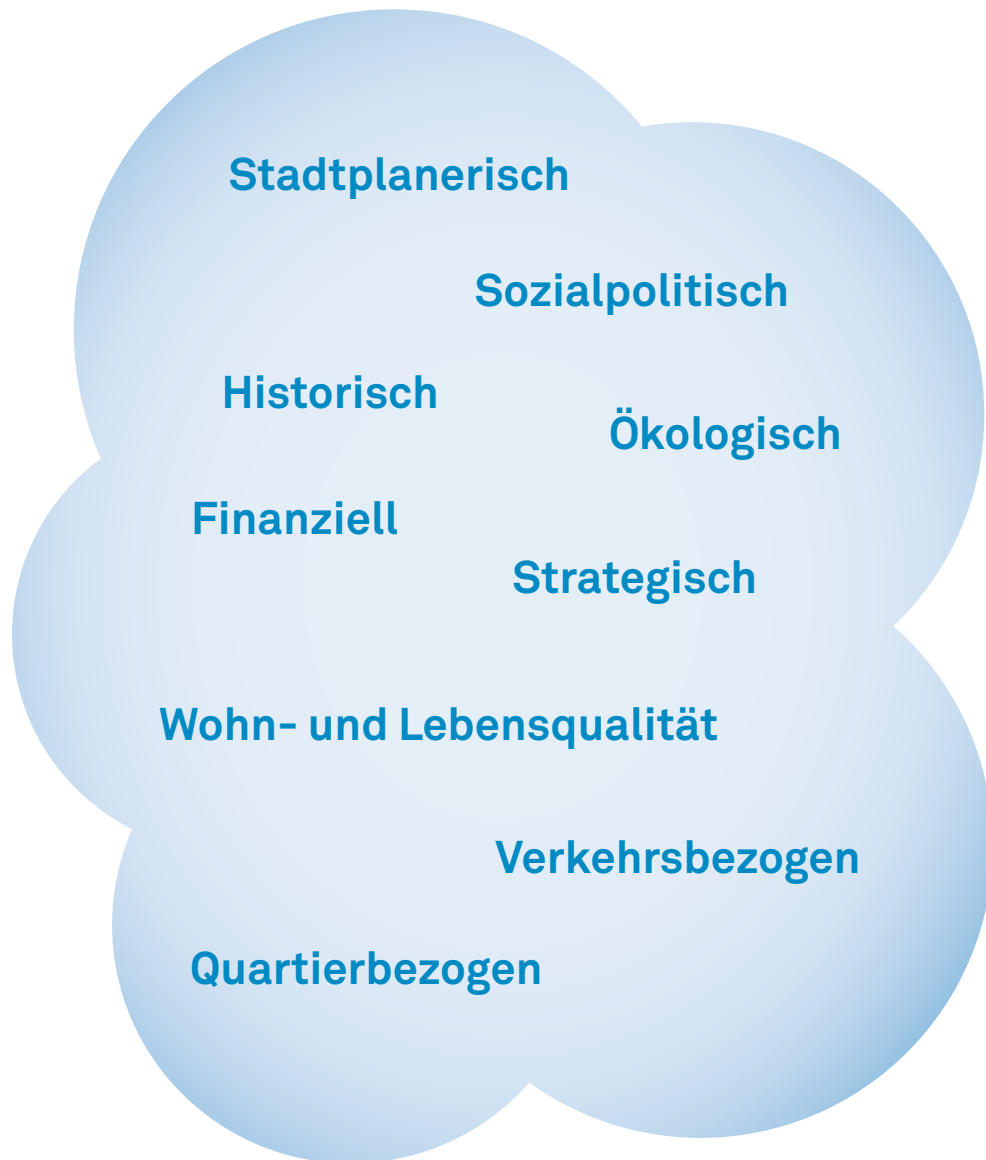 Stadtplanerisch
Sozialpolitisch
Historisch
Ökologisch
Finanziell
Strategisch
Wohn- und Lebensqualität
Verkehrsbezogen
Quartierbezogen